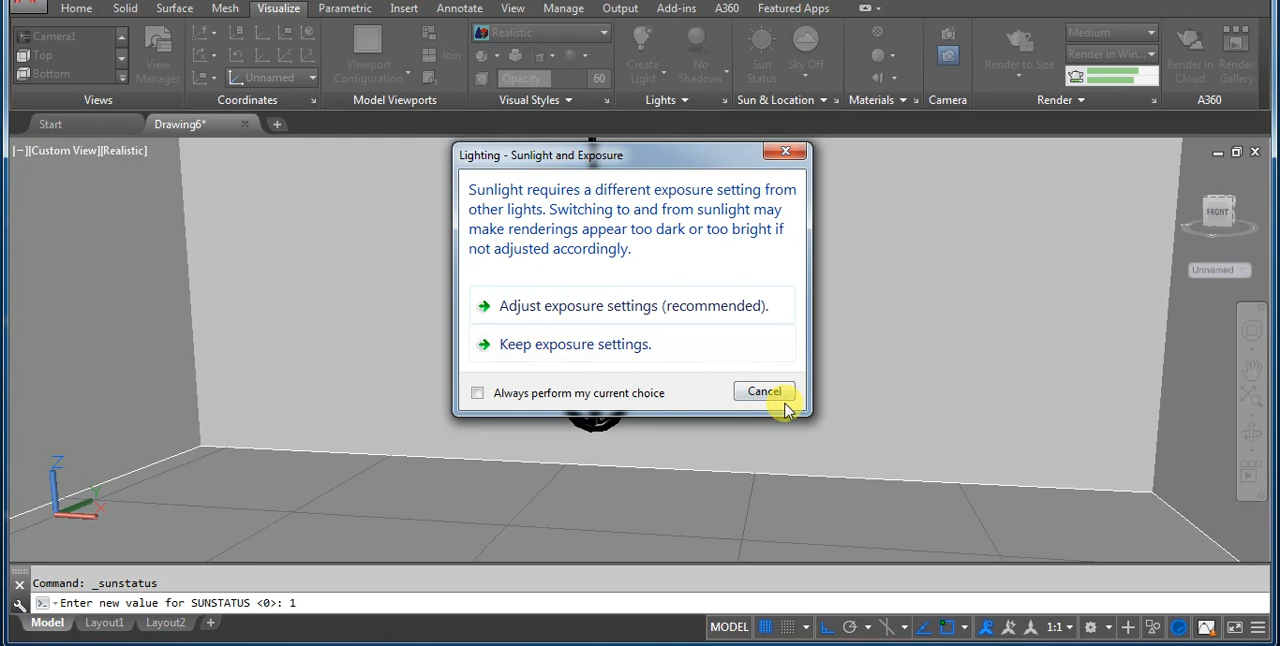 Home Solid Surface Mesh Visualize Parametric Insert Annotate View Manage Output Add-ins A360 Featured Apps
Camera1
Top
Bottom
View
Manager
Unnamed
Viewport
Configuration
Join
Realistic
Opacity 60
Create
Light
No
Shadows
Sun
Status
Sky Off
Render to Size
Medium
Render in Win...
Render in
Cloud
Render
Gallery
Views Coordinates Model Viewports Visual Styles Lights Sun & Location Materials Camera Render A360
Start Drawing6*
[−][Custom View][Realistic]
Lighting - Sunlight and Exposure
Sunlight requires a different exposure setting from
other lights. Switching to and from sunlight may
make renderings appear too dark or too bright if
not adjusted accordingly.
Adjust exposure settings (recommended).
Keep exposure settings.
Always perform my current choice
Cancel
FRONT
Unnamed
Z
Y
X
Command: _sunstatus
Enter new value for SUNSTATUS <0>: 1
Model Layout1 Layout2 +
MODEL 1:1